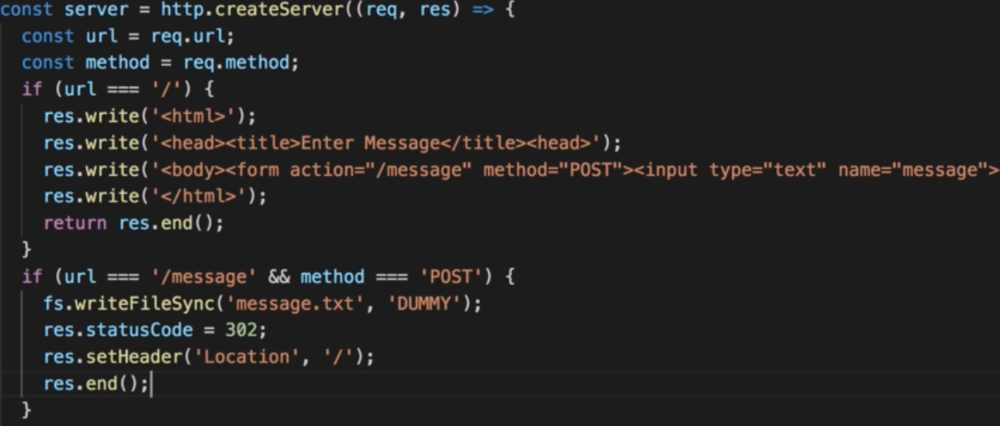 const server = http.createServer((req, res) => {
const url = req.url;
const method = req.method;
if (url === '/') {
res.write('<html>');
res.write('<head><title>Enter Message</title><head>');
res.write('<body><form action="/message" method="POST"><input type="text" name="message">
res.write('</html>');
return res.end();
}
if (url === '/message' && method === 'POST') {
fs.writeFileSync('message.txt', 'DUMMY');
res.statusCode = 302;
res.setHeader('Location', '/');
res.end();
}